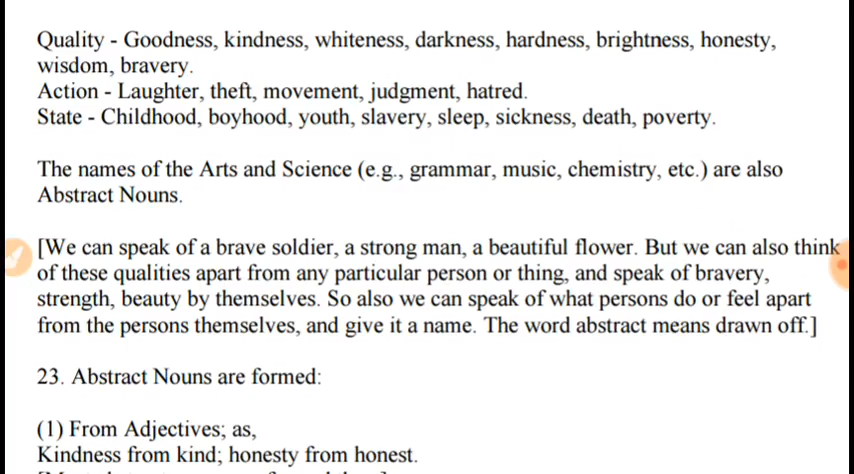 Quality - Goodness, kindness, whiteness, darkness, hardness, brightness, honesty,
wisdom, bravery.
Action - Laughter, theft, movement, judgment, hatred.
State - Childhood, boyhood, youth, slavery, sleep, sickness, death, poverty.
The names of the Arts and Science (e.g., grammar, music, chemistry, etc.) are also
Abstract Nouns.
[We can speak of a brave soldier, a strong man, a beautiful flower. But we can also think
of these qualities apart from any particular person or thing, and speak of bravery,
strength, beauty by themselves. So also we can speak of what persons do or feel apart
from the persons themselves, and give it a name. The word abstract means drawn off.]
23. Abstract Nouns are formed:
(1) From Adjectives; as,
Kindness from kind; honesty from honest.